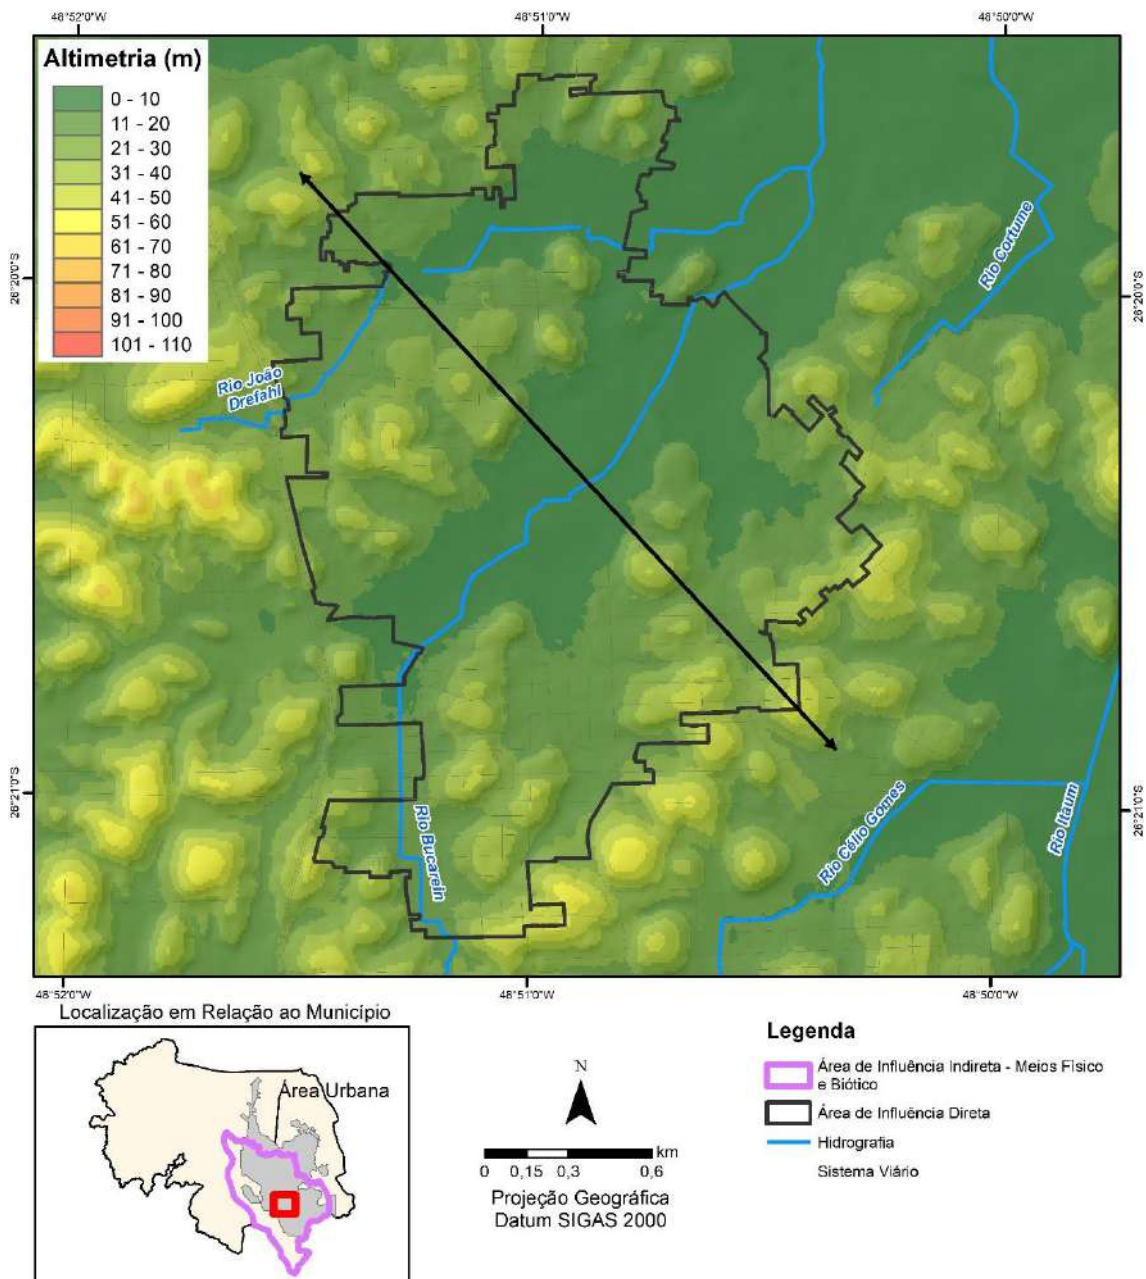 48°52'0"W
48°51'0"W
48°50'0"W
Altimetria (m)
0 - 10
11 - 20
21 - 30
31 - 40
41 - 50
51 - 60
61 - 70
71 - 80
81 - 90
91 - 100
101 - 110
26°20'0"S
26°20'0"S
Rio Cortume
Rio João
Drefahl
26°21'0"S
26°21'0"S
Rio Bucarein
Rio Célio Gomes
Rio Itaum
48°52'0"W
48°51'0"W
48°50'0"W
Localização em Relação ao Município
Área Urbana
N
0 0,15 0,3 0,6 km
Projeção Geográfica
Datum SIGAS 2000
Legenda
Área de Influência Indireta - Meios Físico
e Biótico
Área de Influência Direta
Hidrografia
Sistema Viário